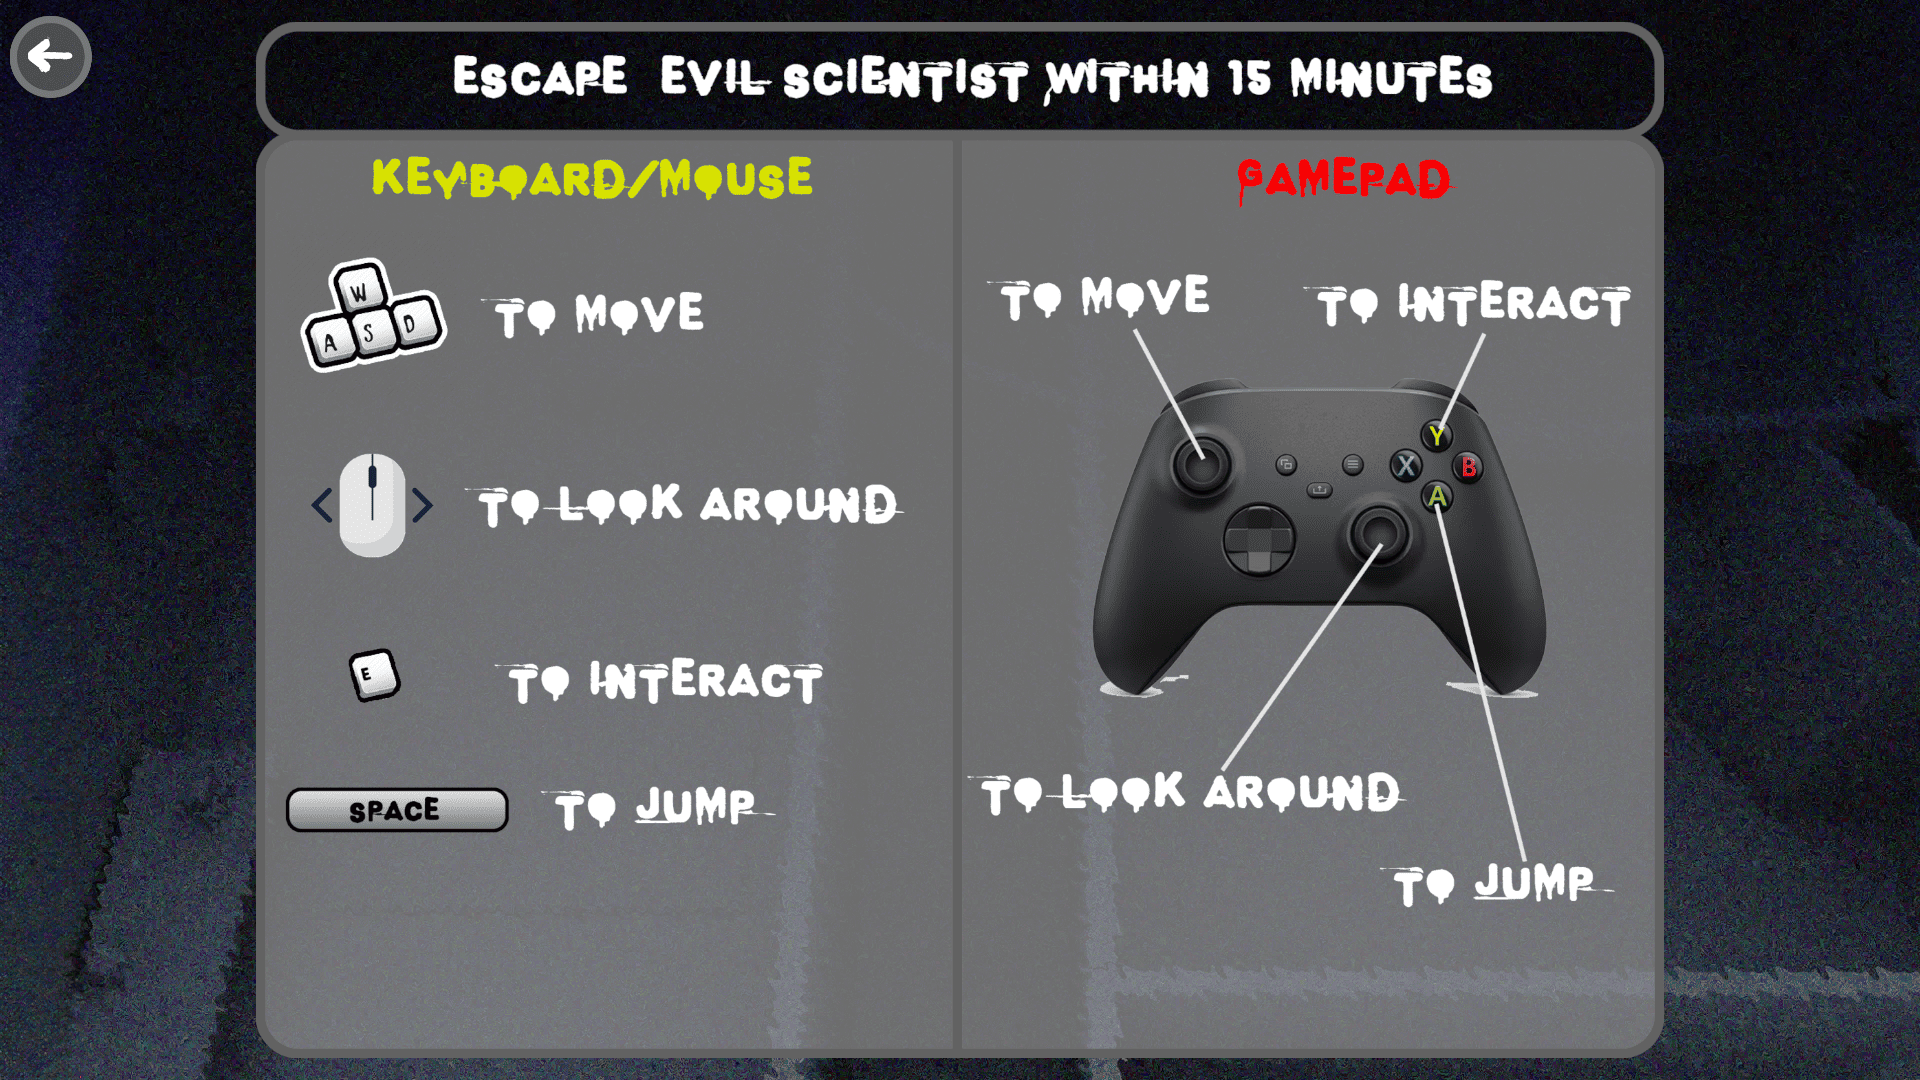 ESCAPE EVIL SCIENTIST WITHIN 15 MINUTES
KEYBOARD/MOUSE
W
A S D
TO MOVE
TO LOOK AROUND
E
TO INTERACT
SPACE
TO JUMP
GAMEPAD
TO MOVE
TO INTERACT
Y
X
B
A
TO LOOK AROUND
TO JUMP